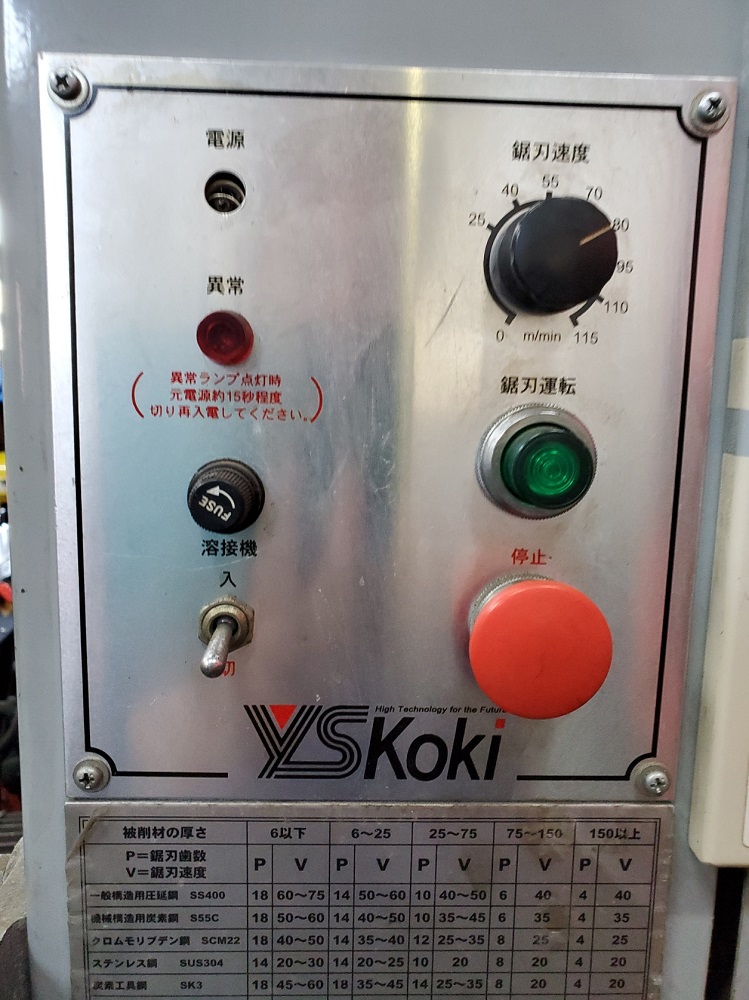 電源
鋸刃速度
25 40 55 70 80 95 110
0 m/min 115
異常
異常ランプ点灯時
元電源約15秒程度
切り再入電してください。
鋸刃運転
FUSE
溶接機
入
切
停止
High Technology for the Future
YSKoki
被削材の厚さ 6以下 6～25 25～75 75～150 150以上
P=鋸刃歯数
V=鋸刃速度
P V P V P V P V P V
一般構造用圧延鋼 SS400 18 60～75 14 50～60 10 40～50 6 40 4 40
機械構造用炭素鋼 S55C 18 50～60 14 40～50 10 35～45 6 35 4 35
クロムモリブデン鋼 SCM22 18 40～50 14 35～40 12 25～35 8 25 4 25
ステンレス鋼 SUS304 14 20～30 14 20～25 10 20 8 20 4 20
炭素工具鋼 SK3 18 45～60 18 35～45 14 25～35 8 20 4 20